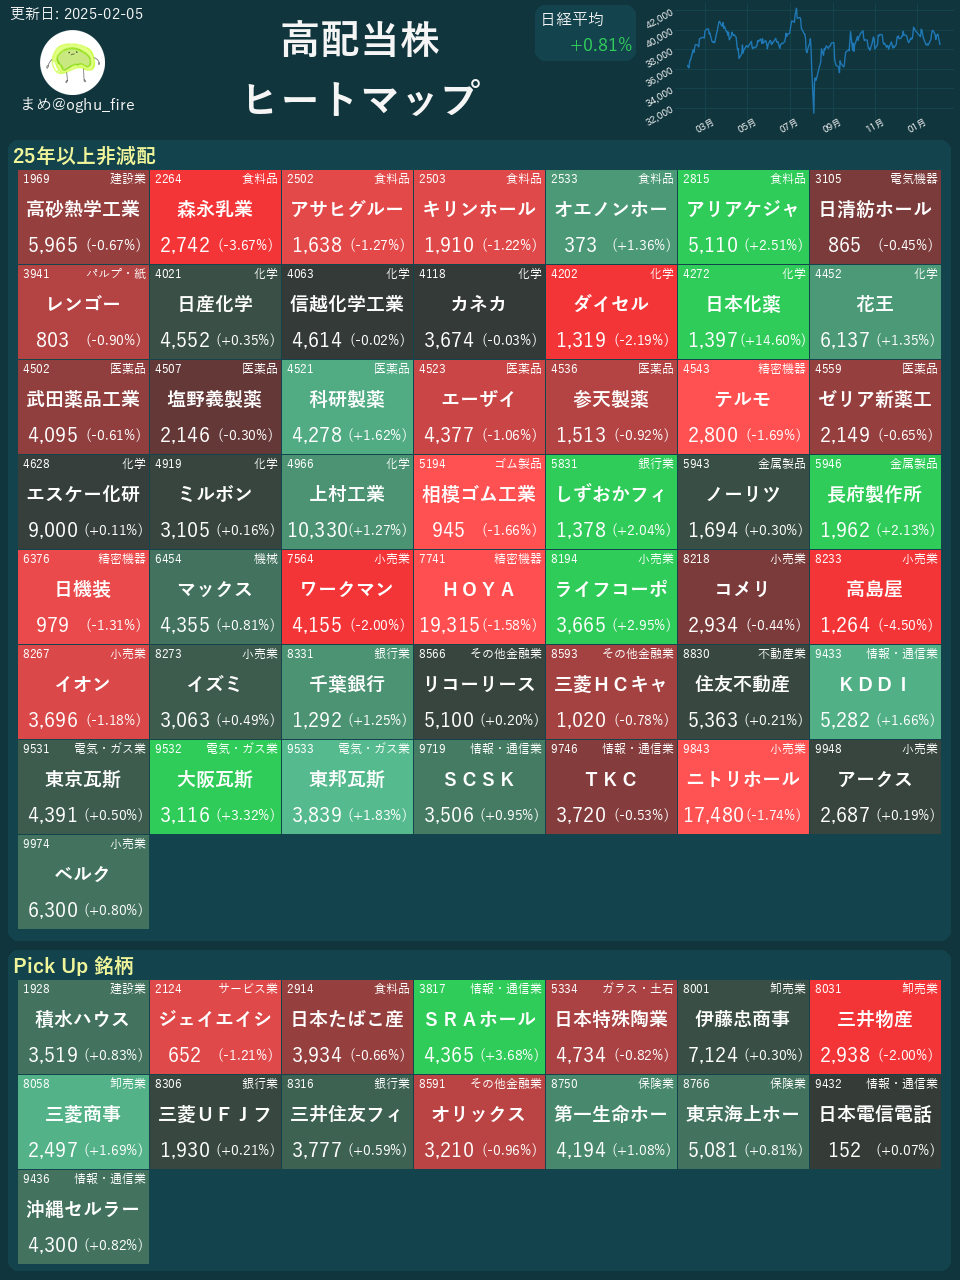 更新日: 2025-02-05
まめ@oghu_fire
高配当株
ヒートマップ
日経平均
+0.81%
42,000
40,000
38,000
36,000
34,000
32,000
03月 05月 07月 09月 11月 01月
25年以上非減配
1969 建設業 2264 食料品 2502 食料品 2503 食料品 2533 食料品 2815 食料品 3105 電気機器
高砂熱学工業 森永乳業 アサヒグルー キリンホール オエノンホー アリアケジャ 日清紡ホール
5,965 (-0.67%) 2,742 (-3.67%) 1,638 (-1.27%) 1,910 (-1.22%) 373 (+1.36%) 5,110 (+2.51%) 865 (-0.45%)
3941 パルプ・紙 4021 化学 4063 化学 4118 化学 4202 化学 4272 化学 4452 化学
レンゴー 日産化学 信越化学工業 カネカ ダイセル 日本化薬 花王
803 (-0.90%) 4,552 (+0.35%) 4,614 (-0.02%) 3,674 (-0.03%) 1,319 (-2.19%) 1,397 (+14.60%) 6,137 (+1.35%)
4502 医薬品 4507 医薬品 4521 医薬品 4523 医薬品 4536 医薬品 4543 精密機器 4559 医薬品
武田薬品工業 塩野義製薬 科研製薬 エーザイ 参天製薬 テルモ ゼリア新薬工
4,095 (-0.61%) 2,146 (-0.30%) 4,278 (+1.62%) 4,377 (-1.06%) 1,513 (-0.92%) 2,800 (-1.69%) 2,149 (-0.65%)
4628 化学 4919 化学 4966 化学 5194 ゴム製品 5831 銀行業 5943 金属製品 5946 金属製品
エスケー化研 ミルボン 上村工業 相模ゴム工業 しずおかフィ ノーリツ 長府製作所
9,000 (+0.11%) 3,105 (+0.16%) 10,330 (+1.27%) 945 (-1.66%) 1,378 (+2.04%) 1,694 (+0.30%) 1,962 (+2.13%)
6376 精密機器 6454 機械 7564 小売業 7741 精密機器 8194 小売業 8218 小売業 8233 小売業
日機装 マックス ワークマン ＨＯＹＡ ライフコーポ コメリ 高島屋
979 (-1.31%) 4,355 (+0.81%) 4,155 (-2.00%) 19,315 (-1.58%) 3,665 (+2.95%) 2,934 (-0.44%) 1,264 (-4.50%)
8267 小売業 8273 小売業 8331 銀行業 8566 その他金融業 8593 その他金融業 8830 不動産業 9433 情報・通信業
イオン イズミ 千葉銀行 リコーリース 三菱ＨＣキャ 住友不動産 ＫＤＤＩ
3,696 (-1.18%) 3,063 (+0.49%) 1,292 (+1.25%) 5,100 (+0.20%) 1,020 (-0.78%) 5,363 (+0.21%) 5,282 (+1.66%)
9531 電気・ガス業 9532 電気・ガス業 9533 電気・ガス業 9719 情報・通信業 9746 情報・通信業 9843 小売業 9948 小売業
東京瓦斯 大阪瓦斯 東邦瓦斯 ＳＣＳＫ ＴＫＣ ニトリホール アークス
4,391 (+0.50%) 3,116 (+3.32%) 3,839 (+1.83%) 3,506 (+0.95%) 3,720 (-0.53%) 17,480 (-1.74%) 2,687 (+0.19%)
9974 小売業
ベルク
6,300 (+0.80%)
Pick Up 銘柄
1928 建設業 2124 サービス業 2914 食料品 3817 情報・通信業 5334 ガラス・土石 8001 卸売業 8031 卸売業
積水ハウス ジェイエイシ 日本たばこ産 ＳＲＡホール 日本特殊陶業 伊藤忠商事 三井物産
3,519 (+0.83%) 652 (-1.21%) 3,934 (-0.66%) 4,365 (+3.68%) 4,734 (-0.82%) 7,124 (+0.30%) 2,938 (-2.00%)
8058 卸売業 8306 銀行業 8316 銀行業 8591 その他金融業 8750 保険業 8766 保険業 9432 情報・通信業
三菱商事 三菱ＵＦＪフ 三井住友フィ オリックス 第一生命ホー 東京海上ホー 日本電信電話
2,497 (+1.69%) 1,930 (+0.21%) 3,777 (+0.59%) 3,210 (-0.96%) 4,194 (+1.08%) 5,081 (+0.81%) 152 (+0.07%)
9436 情報・通信業
沖縄セルラー
4,300 (+0.82%)